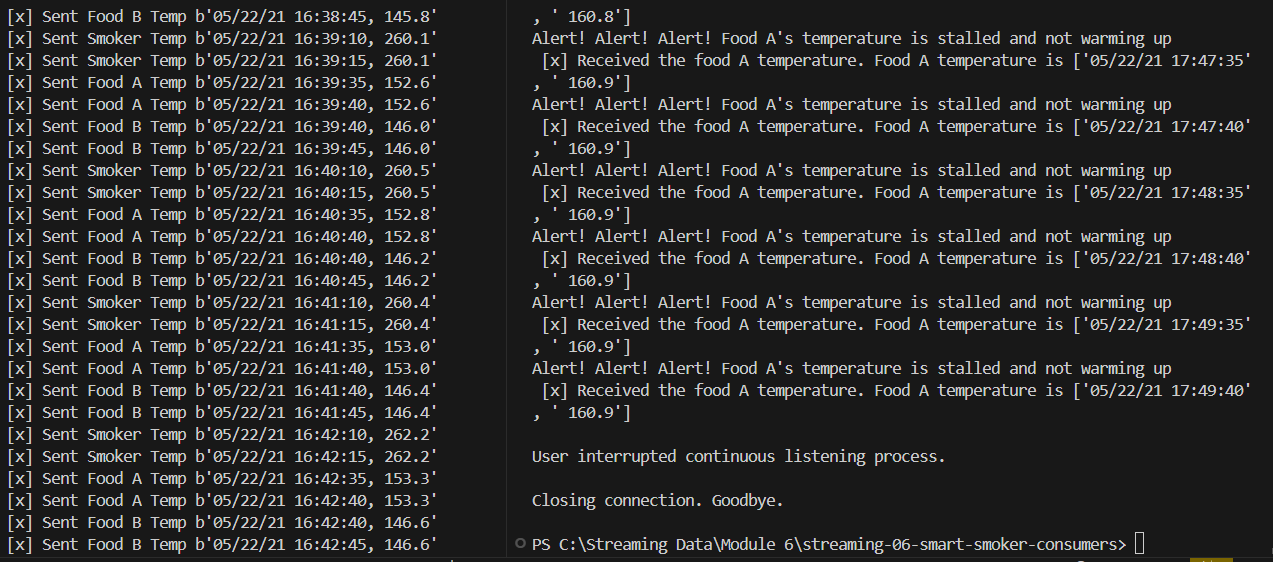 [x] Sent Food B Temp b'05/22/21 16:38:45, 145.8'
[x] Sent Smoker Temp b'05/22/21 16:39:10, 260.1'
[x] Sent Smoker Temp b'05/22/21 16:39:15, 260.1'
[x] Sent Food A Temp b'05/22/21 16:39:35, 152.6'
[x] Sent Food A Temp b'05/22/21 16:39:40, 152.6'
[x] Sent Food B Temp b'05/22/21 16:39:40, 146.0'
[x] Sent Food B Temp b'05/22/21 16:39:45, 146.0'
[x] Sent Smoker Temp b'05/22/21 16:40:10, 260.5'
[x] Sent Smoker Temp b'05/22/21 16:40:15, 260.5'
[x] Sent Food A Temp b'05/22/21 16:40:35, 152.8'
[x] Sent Food A Temp b'05/22/21 16:40:40, 152.8'
[x] Sent Food B Temp b'05/22/21 16:40:40, 146.2'
[x] Sent Food B Temp b'05/22/21 16:40:45, 146.2'
[x] Sent Smoker Temp b'05/22/21 16:41:10, 260.4'
[x] Sent Smoker Temp b'05/22/21 16:41:15, 260.4'
[x] Sent Food A Temp b'05/22/21 16:41:35, 153.0'
[x] Sent Food A Temp b'05/22/21 16:41:40, 153.0'
[x] Sent Food B Temp b'05/22/21 16:41:40, 146.4'
[x] Sent Food B Temp b'05/22/21 16:41:45, 146.4'
[x] Sent Smoker Temp b'05/22/21 16:42:10, 262.2'
[x] Sent Smoker Temp b'05/22/21 16:42:15, 262.2'
[x] Sent Food A Temp b'05/22/21 16:42:35, 153.3'
[x] Sent Food A Temp b'05/22/21 16:42:40, 153.3'
[x] Sent Food B Temp b'05/22/21 16:42:40, 146.6'
[x] Sent Food B Temp b'05/22/21 16:42:45, 146.6'
, ' 160.8']
Alert! Alert! Alert! Food A's temperature is stalled and not warming up
[x] Received the food A temperature. Food A temperature is ['05/22/21 17:47:35'
, ' 160.9']
Alert! Alert! Alert! Food A's temperature is stalled and not warming up
[x] Received the food A temperature. Food A temperature is ['05/22/21 17:47:40'
, ' 160.9']
Alert! Alert! Alert! Food A's temperature is stalled and not warming up
[x] Received the food A temperature. Food A temperature is ['05/22/21 17:48:35'
, ' 160.9']
Alert! Alert! Alert! Food A's temperature is stalled and not warming up
[x] Received the food A temperature. Food A temperature is ['05/22/21 17:48:40'
, ' 160.9']
Alert! Alert! Alert! Food A's temperature is stalled and not warming up
[x] Received the food A temperature. Food A temperature is ['05/22/21 17:49:35'
, ' 160.9']
Alert! Alert! Alert! Food A's temperature is stalled and not warming up
[x] Received the food A temperature. Food A temperature is ['05/22/21 17:49:40'
, ' 160.9']
User interrupted continuous listening process.
Closing connection. Goodbye.
PS C:\Streaming Data\Module 6\streaming-06-smart-smoker-consumers>